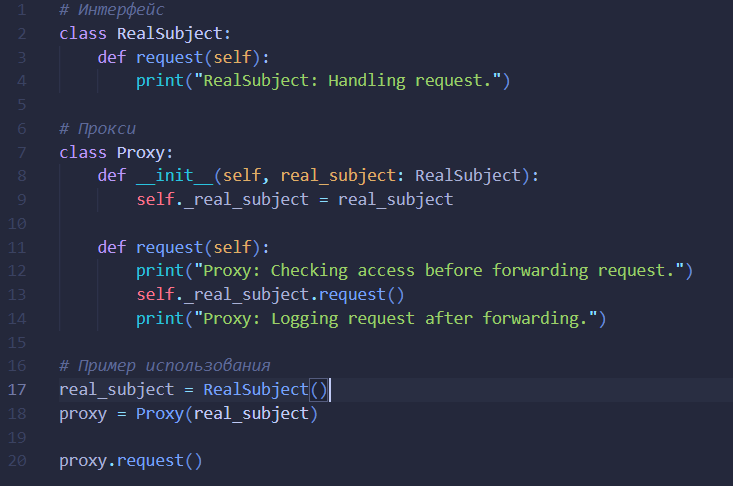 1 # Интерфейс
2 class RealSubject:
3     def request(self):
4         print("RealSubject: Handling request.")
5
6 # Прокси
7 class Proxy:
8     def __init__(self, real_subject: RealSubject):
9         self._real_subject = real_subject
10
11     def request(self):
12         print("Proxy: Checking access before forwarding request.")
13         self._real_subject.request()
14         print("Proxy: Logging request after forwarding.")
15
16 # Пример использования
17 real_subject = RealSubject()
18 proxy = Proxy(real_subject)
19
20 proxy.request()